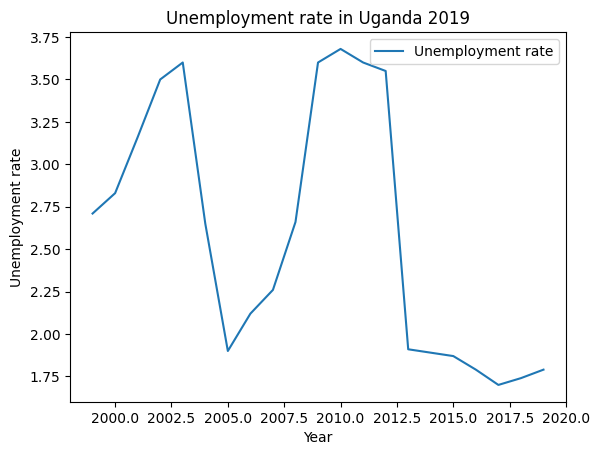 Unemployment rate in Uganda 2019
Unemployment rate
3.75
3.50
3.25
3.00
2.75
2.50
2.25
2.00
1.75
Unemployment rate
2000.0 2002.5 2005.0 2007.5 2010.0 2012.5 2015.0 2017.5 2020.0
Year